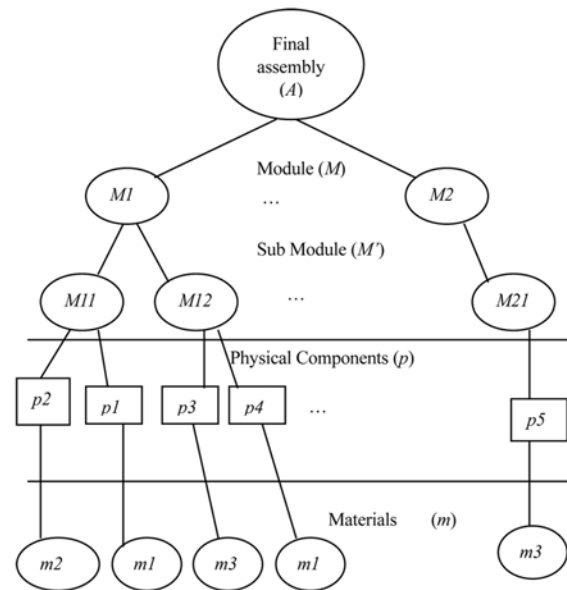 Final
assembly
(A)
Module (M)
M1
...
M2
Sub Module (M')
M11
M12
...
M21
Physical Components (p)
p2
p1
p3
p4
...
p5
Materials (m)
m2
m1
m3
m1
m3